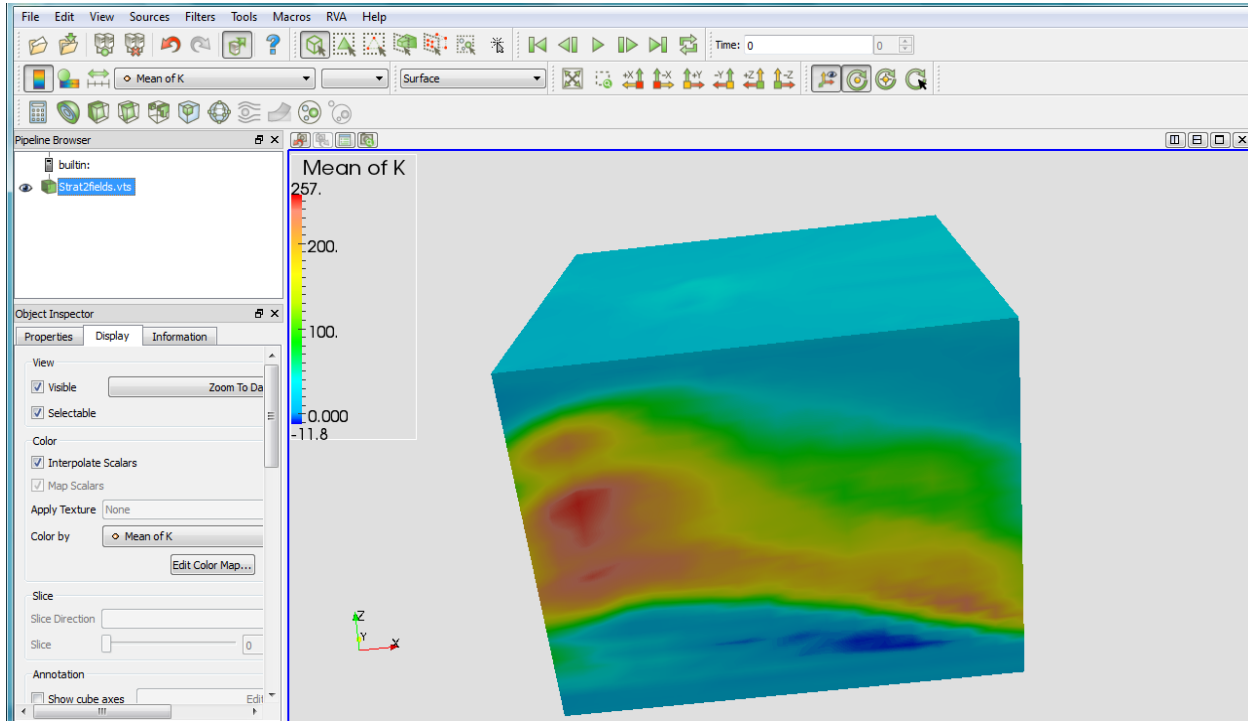 File Edit View Sources Filters Tools Macros RVA Help
Time: 0 0
Mean of K Surface
+X -X +Y -Y +Z -Z
Pipeline Browser
builtin:
Strat2fields.vts
Object Inspector
Properties Display Information
View
Visible Zoom To Da
Selectable
Color
Interpolate Scalars
Map Scalars
Apply Texture None
Color by Mean of K
Edit Color Map...
Slice
Slice Direction
Slice 0
Annotation
Show cube axes Edit
Mean of K
257.
200.
100.
0.000
-11.8
Z
Y
X